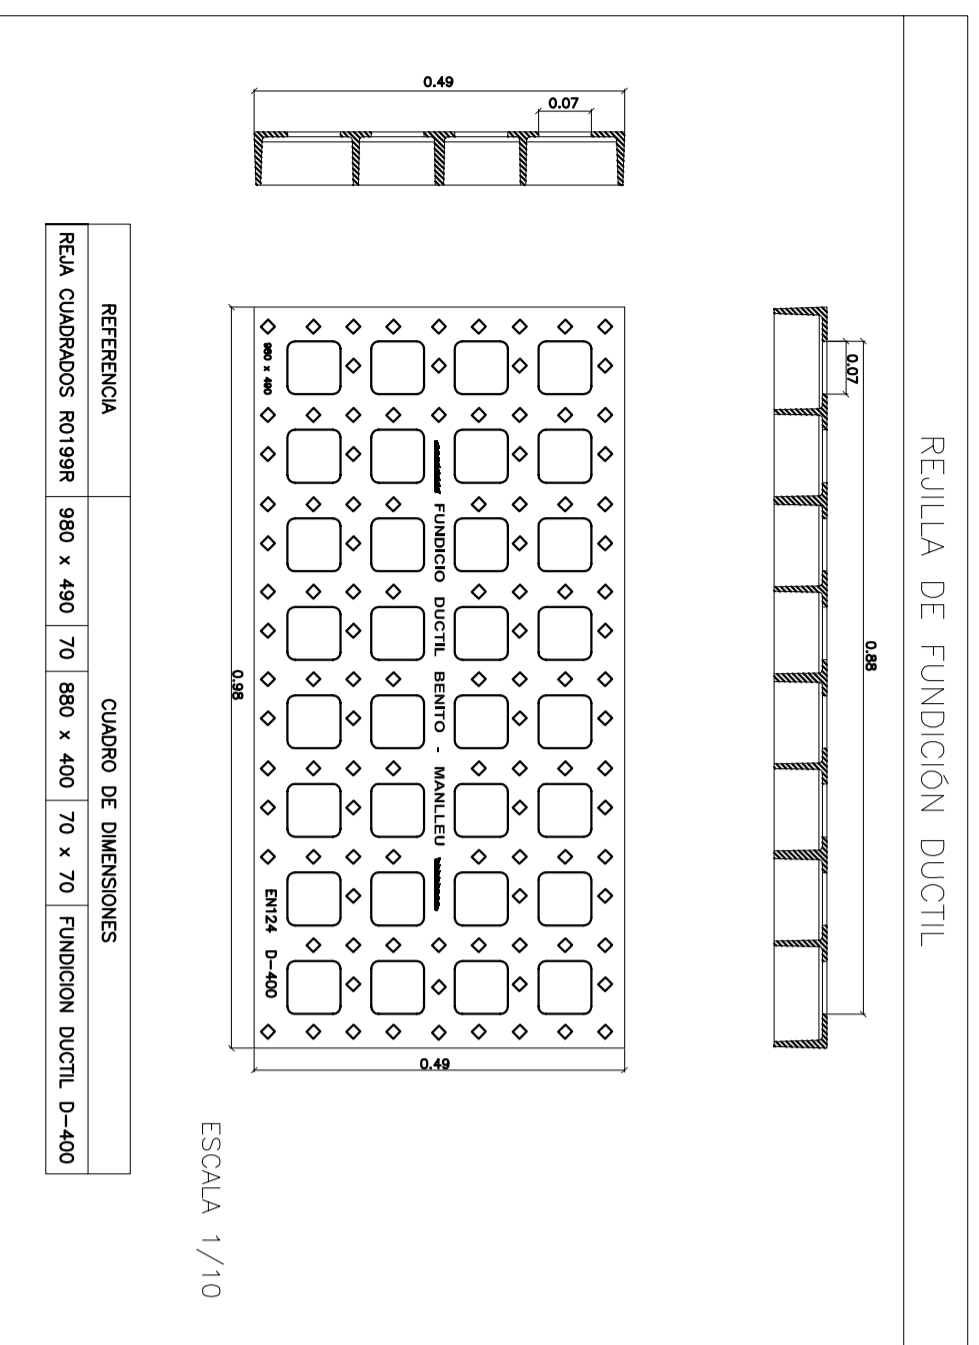 REJILLA DE FUNDICIÓN DUCTIL
0.88
0.07
0.49
0.07
FUNDICIO DUCTIL BENITO - MANLLEU
980 x 490
EN124 D-400
0.49
0.98
ESCALA 1/10
REFERENCIA CUADRO DE DIMENSIONES
REJA CUADRADOS R0199R 980 x 490 70 880 x 400 70 x 70 FUNDICION DUCTIL D-400